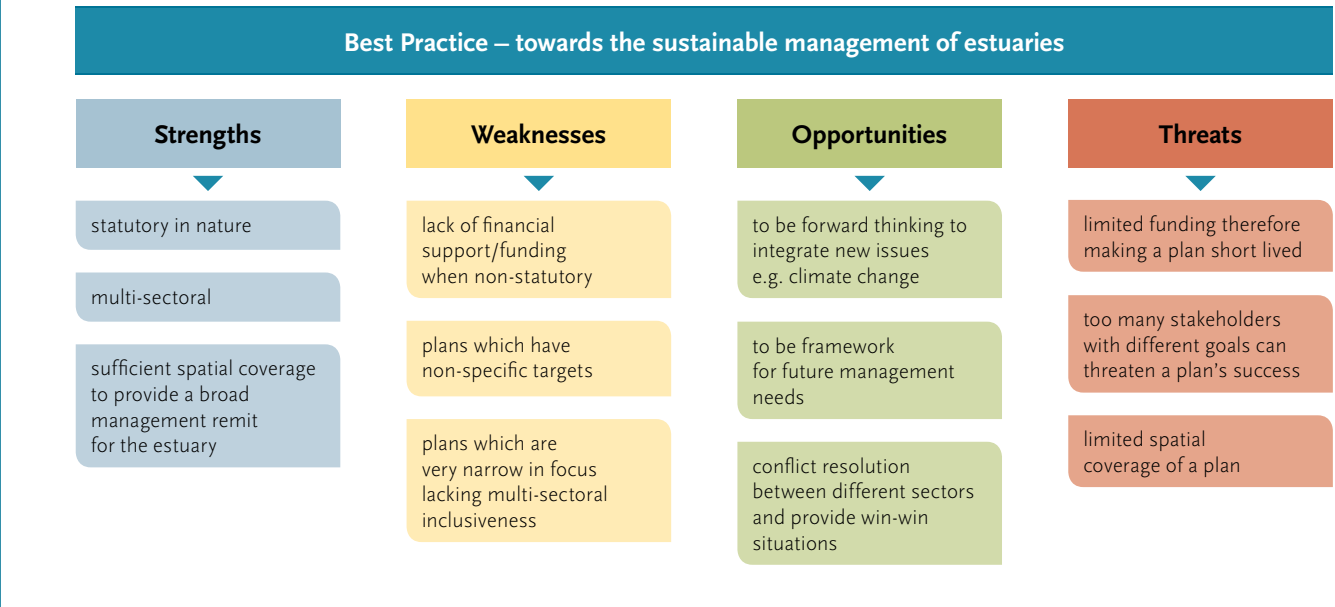 Best Practice – towards the sustainable management of estuaries
Strengths
statutory in nature
multi-sectoral
sufficient spatial coverage
to provide a broad
management remit
for the estuary
Weaknesses
lack of financial
support/funding
when non-statutory
plans which have
non-specific targets
plans which are
very narrow in focus
lacking multi-sectoral
inclusiveness
Opportunities
to be forward thinking to
integrate new issues
e.g. climate change
to be framework
for future management
needs
conflict resolution
between different sectors
and provide win-win
situations
Threats
limited funding therefore
making a plan short lived
too many stakeholders
with different goals can
threaten a plan's success
limited spatial
coverage of a plan